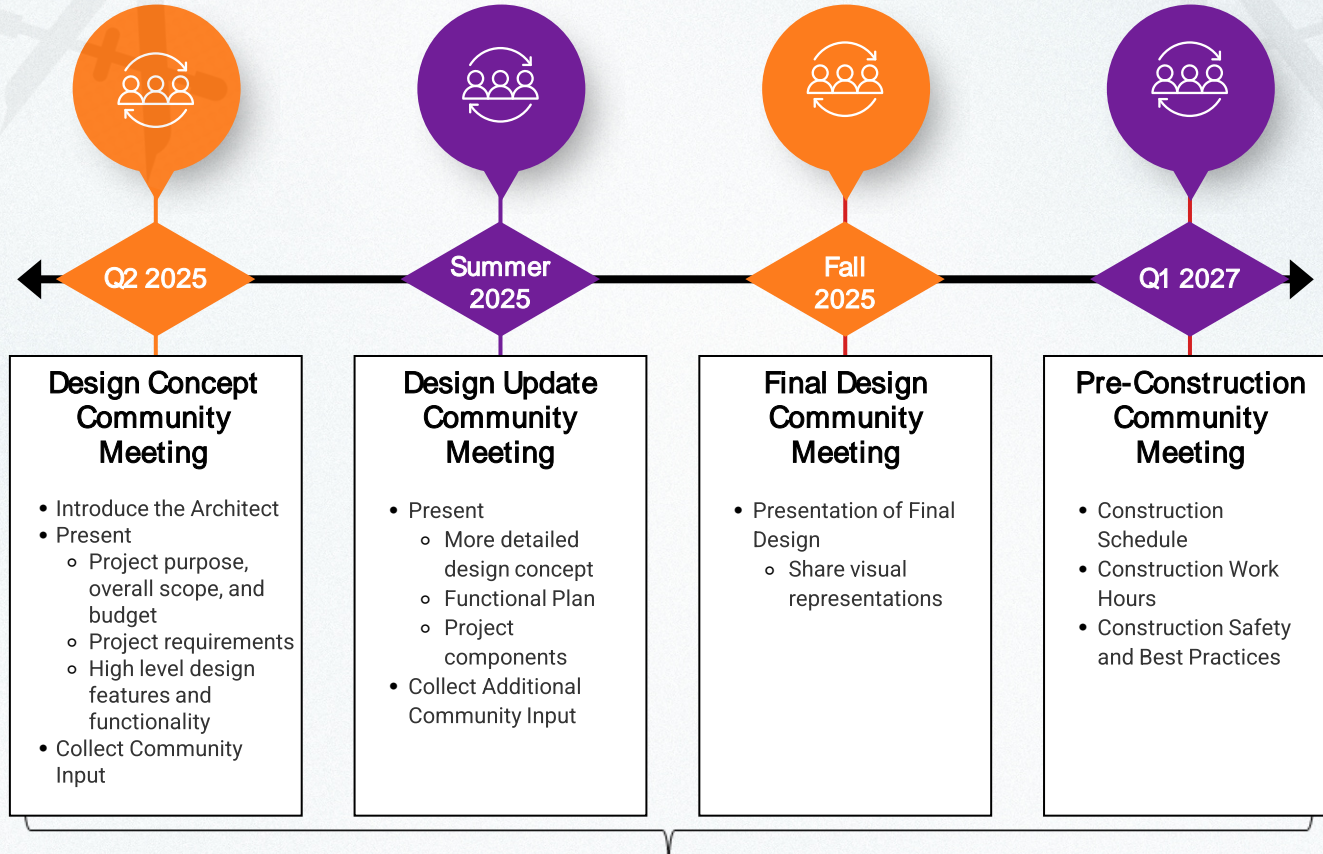 Q2 2025
Summer
2025
Fall
2025
Q1 2027
Design Concept
Community
Meeting
• Introduce the Architect
• Present
◦ Project purpose,
overall scope, and
budget
◦ Project requirements
◦ High level design
features and
functionality
• Collect Community
Input
Design Update
Community
Meeting
• Present
◦ More detailed
design concept
◦ Functional Plan
◦ Project
components
• Collect Additional
Community Input
Final Design
Community
Meeting
• Presentation of Final
Design
◦ Share visual
representations
Pre-Construction
Community
Meeting
• Construction
Schedule
• Construction Work
Hours
• Construction Safety
and Best Practices